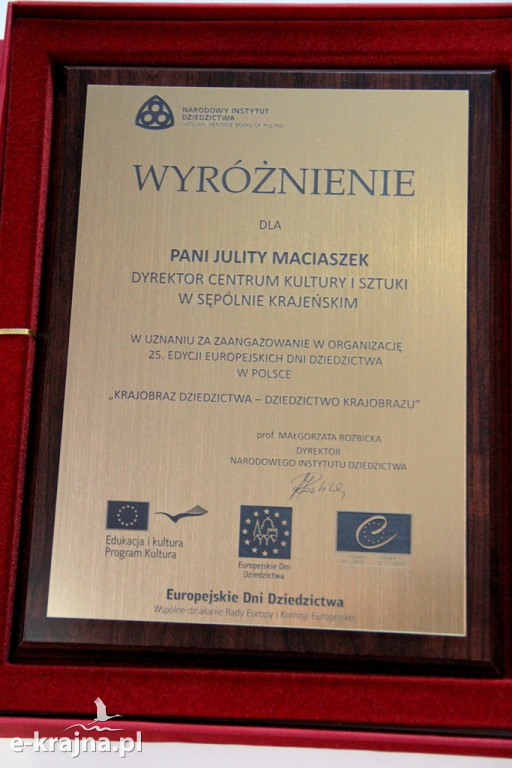 NARODOWY INSTYTUT
DZIEDZICTWA
NATIONAL HERITAGE BOARD OF POLAND
WYRÓŻNIENIE
DLA
PANI JULITY MACIASZEK
DYREKTOR CENTRUM KULTURY I SZTUKI
W SĘPÓLNIE KRAJEŃSKIM
W UZNANIU ZA ZAANGAŻOWANIE W ORGANIZACJĘ
25. EDYCJI EUROPEJSKICH DNI DZIEDZICTWA
W POLSCE
„KRAJOBRAZ DZIEDZICTWA – DZIEDZICTWO KRAJOBRAZU"
prof. MAŁGORZATA ROZBICKA
DYREKTOR
NARODOWEGO INSTYTUTU DZIEDZICTWA
Edukacja i kultura
Program Kultura
Europejskie Dni
Dziedzictwa
Europejskie Dni Dziedzictwa
Wspólne działanie Rady Europy i Komisji Europejskiej
e-krajna.pl